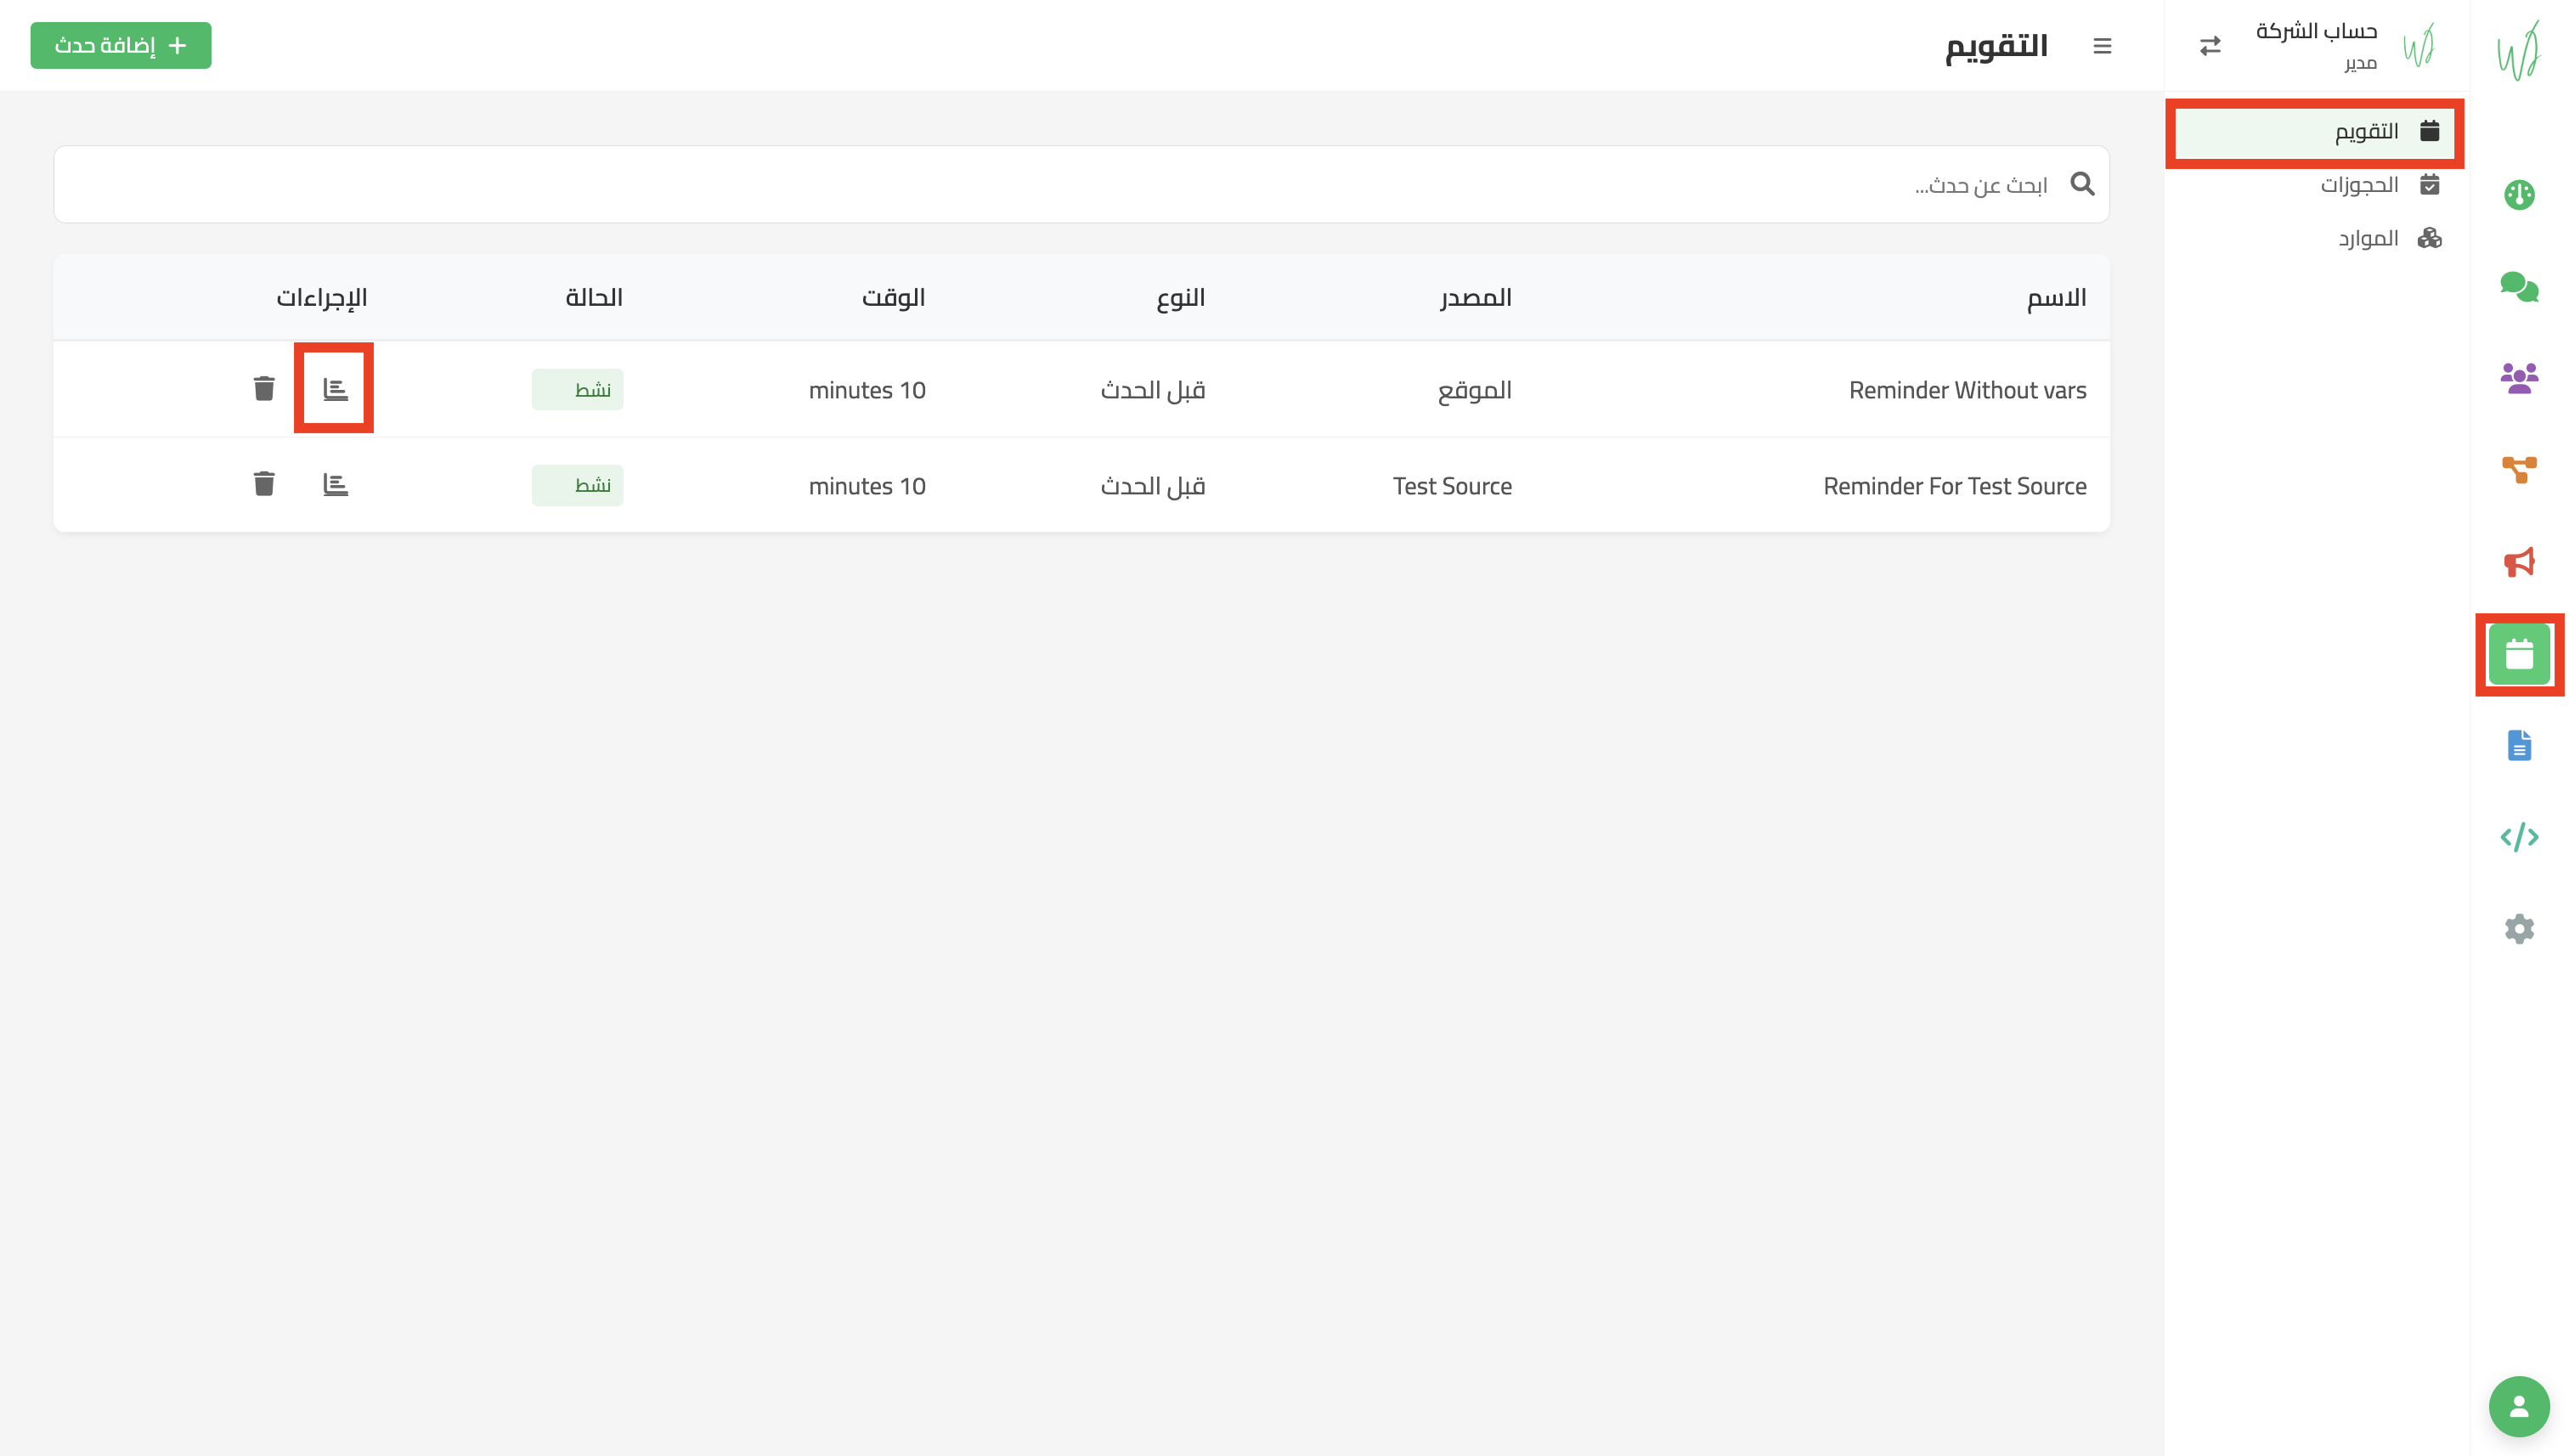 حساب الشركة
مدير
التقويم
الحجوزات
الموارد
التقويم
إضافة حدث
ابحث عن حدث...
الاسم المصدر النوع الوقت الحالة الإجراءات
Reminder Without vars الموقع قبل الحدث 10 minutes نشط
Reminder For Test Source Test Source قبل الحدث 10 minutes نشط